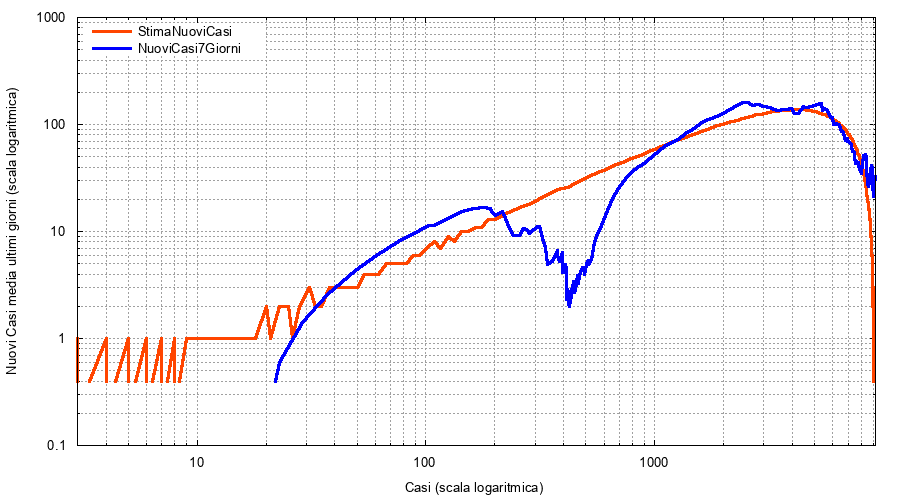 1000
StimaNuoviCasi
NuoviCasi7Giorni
100
10
1
0.1
Nuovi Casi media ultimi giorni (scala logaritmica)
10
100
1000
Casi (scala logaritmica)